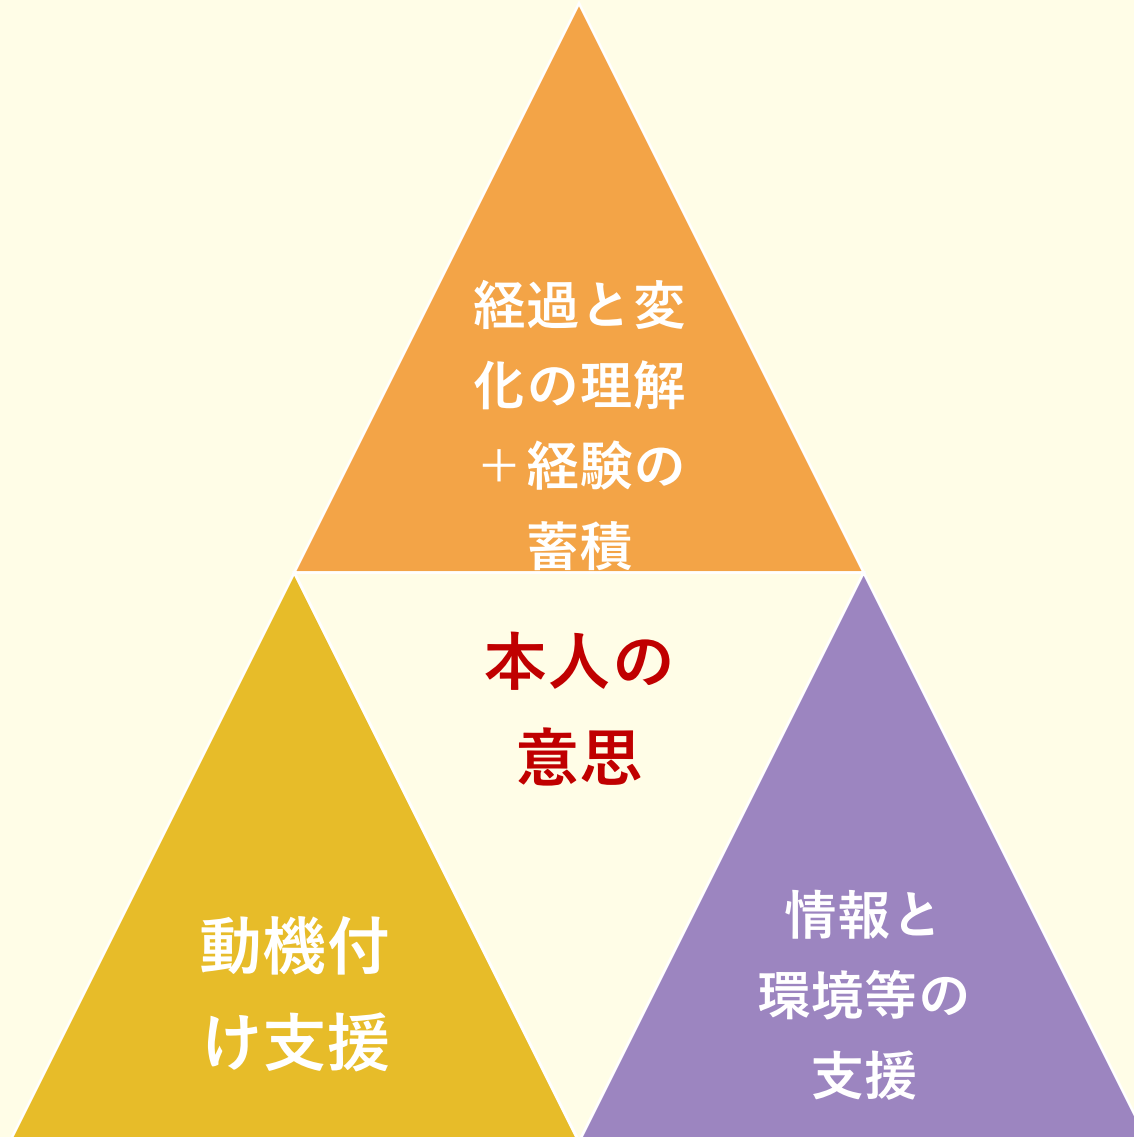 経過と変
化の理解
＋経験の
蓄積
本人の
意思
動機付
け支援
情報と
環境等の
支援